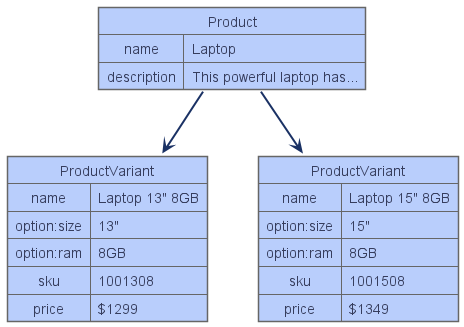 Product
name Laptop
description This powerful laptop has...
ProductVariant
name Laptop 13" 8GB
option:size 13"
option:ram 8GB
sku 1001308
price $1299
ProductVariant
name Laptop 15" 8GB
option:size 15"
option:ram 8GB
sku 1001508
price $1349